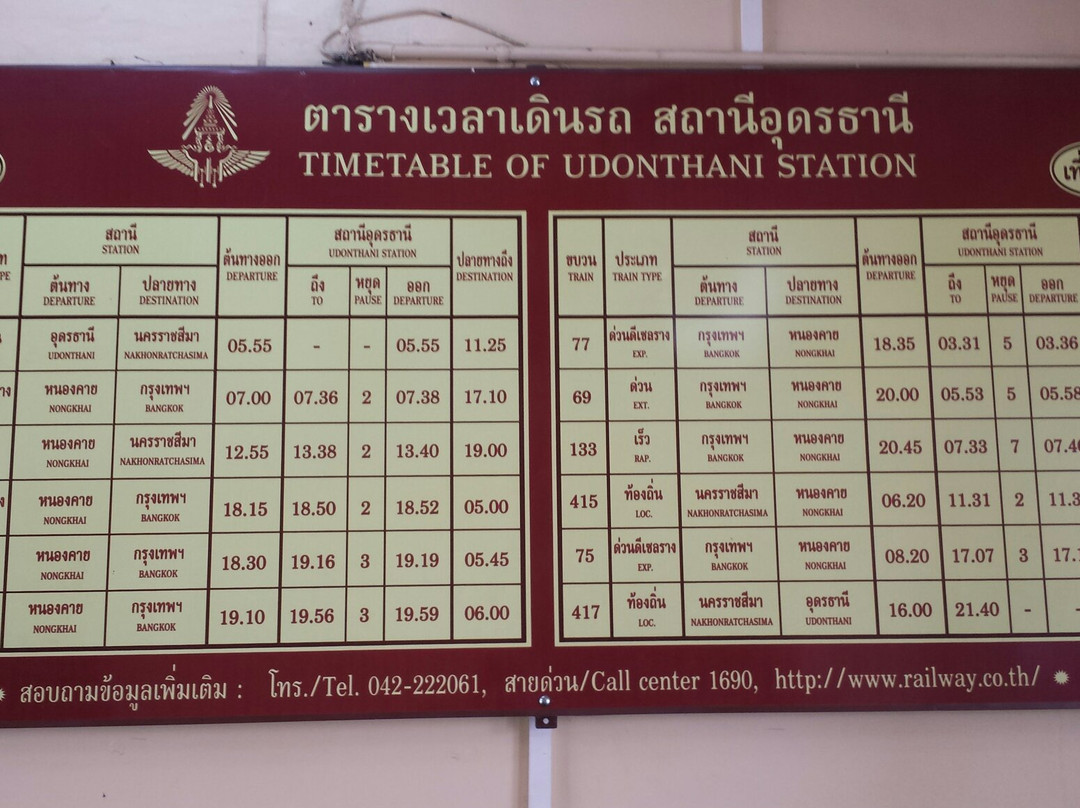 ตารางเวลาเดินรถ สถานีอุดรธานี
TIMETABLE OF UDONTHANI STATION
สถานี
STATION
ต้นทางออก
DEPARTURE
สถานีอุดรธานี
UDONTHANI STATION
ปลายทางถึง
DESTINATION
ต้นทาง
DEPARTURE
ปลายทาง
DESTINATION
ถึง
TO
หยุด
PAUSE
ออก
DEPARTURE
อุดรธานี นครราชสีมา
UDONTHANI NAKHONRATCHASIMA
05.55 - - 05.55 11.25
หนองคาย กรุงเทพฯ
NONGKHAI BANGKOK
07.00 07.36 2 07.38 17.10
หนองคาย นครราชสีมา
NONGKHAI NAKHONRATCHASIMA
12.55 13.38 2 13.40 19.00
หนองคาย กรุงเทพฯ
NONGKHAI BANGKOK
18.15 18.50 2 18.52 05.00
หนองคาย กรุงเทพฯ
NONGKHAI BANGKOK
18.30 19.16 3 19.19 05.45
หนองคาย กรุงเทพฯ
NONGKHAI BANGKOK
19.10 19.56 3 19.59 06.00
ขบวน
TRAIN
ประเภท
TRAIN TYPE
สถานี
STATION
ต้นทางออก
DEPARTURE
สถานีอุดรธานี
UDONTHANI STATION
ต้นทาง
DEPARTURE
ปลายทาง
DESTINATION
ถึง
TO
หยุด
PAUSE
ออก
DEPARTURE
77 ด่วนดีเซลราง กรุงเทพฯ หนองคาย
EXP. BANGKOK NONGKHAI
18.35 03.31 5 03.36
69 ด่วน กรุงเทพฯ หนองคาย
EXT. BANGKOK NONGKHAI
20.00 05.53 5 05.58
133 เร็ว กรุงเทพฯ หนองคาย
RAP. BANGKOK NONGKHAI
20.45 07.33 7 07.40
415 ท้องถิ่น นครราชสีมา หนองคาย
LOC. NAKHONRATCHASIMA NONGKHAI
06.20 11.31 2
75 ด่วนดีเซลราง กรุงเทพฯ หนองคาย
EXP. BANGKOK NONGKHAI
08.20 17.07 3
417 ท้องถิ่น นครราชสีมา อุดรธานี
LOC. NAKHONRATCHASIMA UDONTHANI
16.00 21.40 - -
สอบถามข้อมูลเพิ่มเติม : โทร./Tel. 042-222061, สายด่วน/Call center 1690, http://www.railway.co.th/